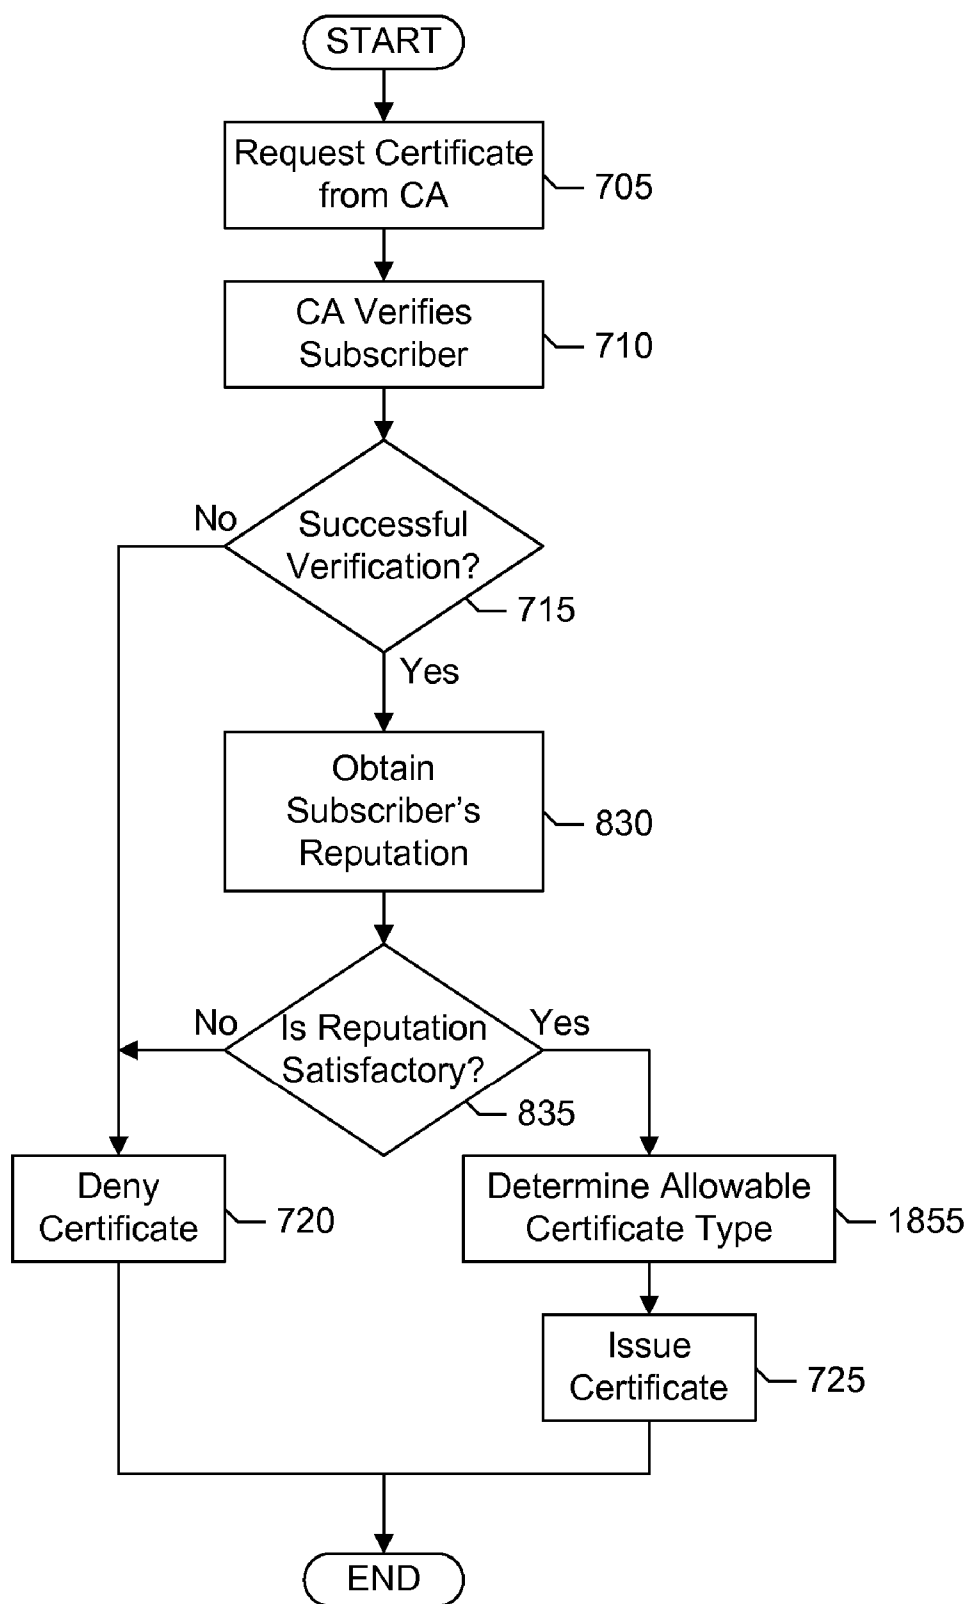 START
Request Certificate
from CA
705
CA Verifies
Subscriber
710
No
Successful
Verification?
715
Yes
Obtain
Subscriber's
Reputation
830
No
Is Reputation
Satisfactory?
Yes
835
Deny
Certificate
720
Determine Allowable
Certificate Type
1855
Issue
Certificate
725
END